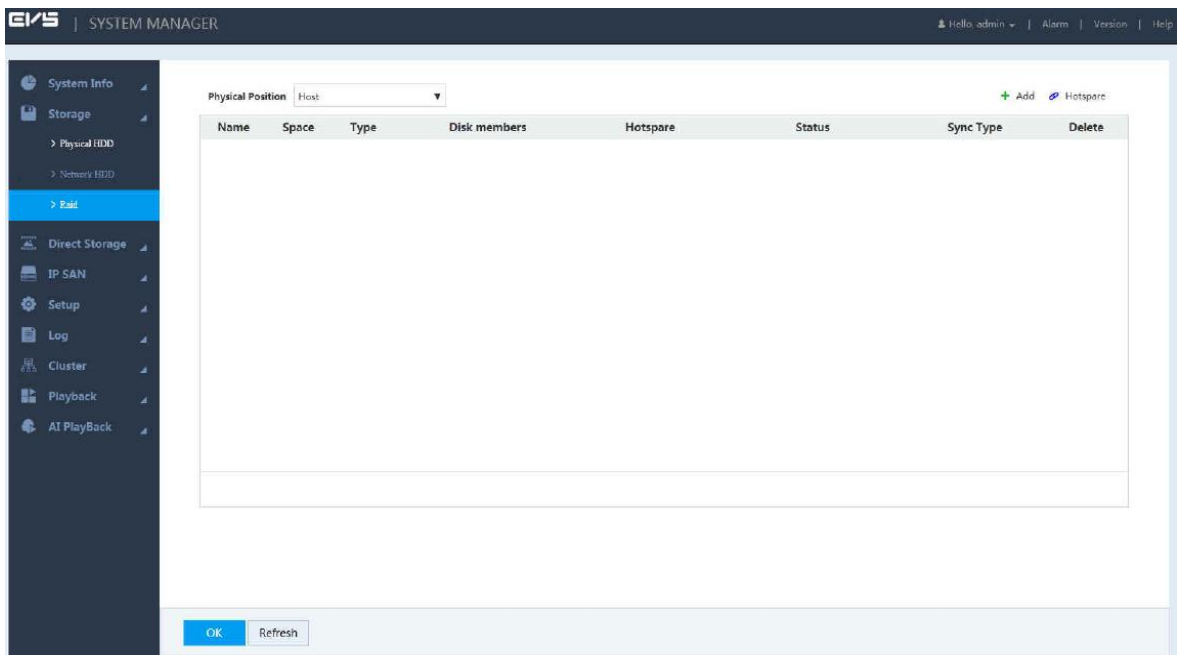 EVS | SYSTEM MANAGER
Hello, admin | Alarm | Version | Help
System Info
Storage
> Physical HDD
> Network HDD
> Raid
Direct Storage
IP SAN
Setup
Log
Cluster
Playback
AI PlayBack
Physical Position Host
+ Add Hotspare
Name Space Type Disk members Hotspare Status Sync Type Delete
OK Refresh